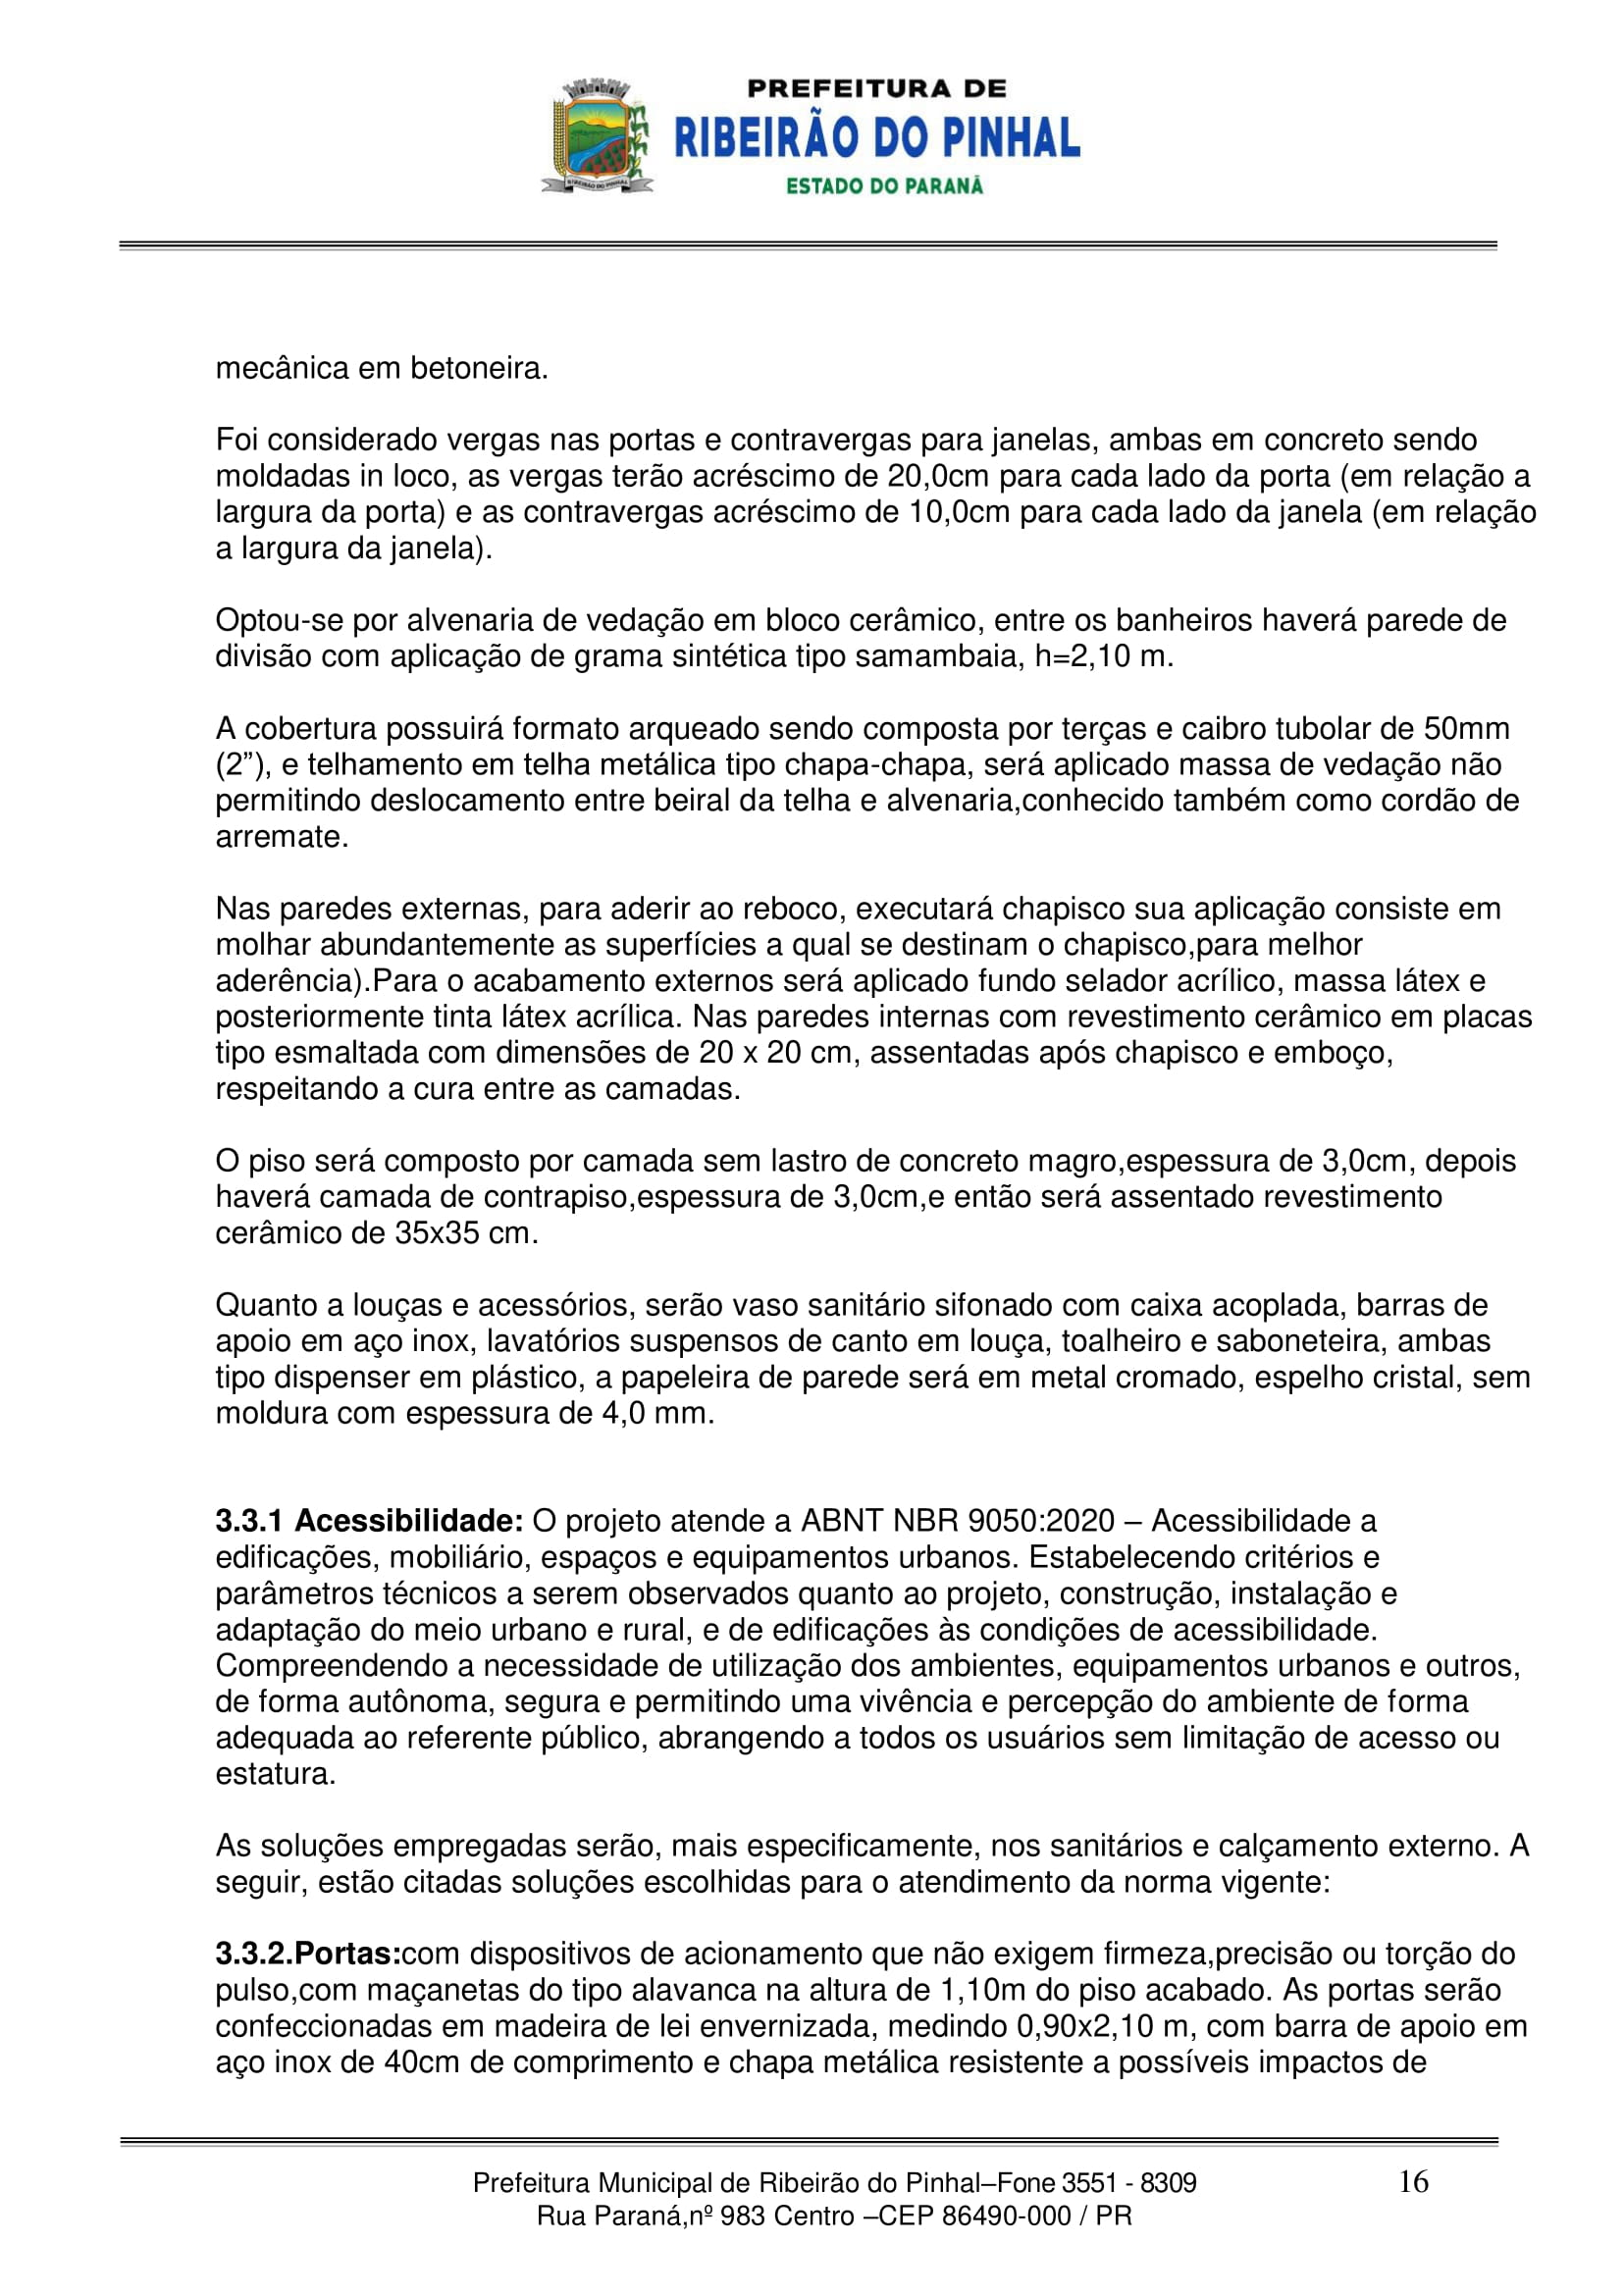 PREFEITURA DE
RIBEIRÃO DO PINHAL
ESTADO DO PARANÁ
RIBEIRÃO DO PINHAL
mecânica em betoneira.
Foi considerado vergas nas portas e contravergas para janelas, ambas em concreto sendo
moldadas in loco, as vergas terão acréscimo de 20,0cm para cada lado da porta (em relação a
largura da porta) e as contravergas acréscimo de 10,0cm para cada lado da janela (em relação
a largura da janela).
Optou-se por alvenaria de vedação em bloco cerâmico, entre os banheiros haverá parede de
divisão com aplicação de grama sintética tipo samambaia, h=2,10 m.
A cobertura possuirá formato arqueado sendo composta por terças e caibro tubolar de 50mm
(2”), e telhamento em telha metálica tipo chapa-chapa, será aplicado massa de vedação não
permitindo deslocamento entre beiral da telha e alvenaria,conhecido também como cordão de
arremate.
Nas paredes externas, para aderir ao reboco, executará chapisco sua aplicação consiste em
molhar abundantemente as superfícies a qual se destinam o chapisco,para melhor
aderência).Para o acabamento externos será aplicado fundo selador acrílico, massa látex e
posteriormente tinta látex acrílica. Nas paredes internas com revestimento cerâmico em placas
tipo esmaltada com dimensões de 20 x 20 cm, assentadas após chapisco e emboço,
respeitando a cura entre as camadas.
O piso será composto por camada sem lastro de concreto magro,espessura de 3,0cm, depois
haverá camada de contrapiso,espessura de 3,0cm,e então será assentado revestimento
cerâmico de 35x35 cm.
Quanto a louças e acessórios, serão vaso sanitário sifonado com caixa acoplada, barras de
apoio em aço inox, lavatórios suspensos de canto em louça, toalheiro e saboneteira, ambas
tipo dispenser em plástico, a papeleira de parede será em metal cromado, espelho cristal, sem
moldura com espessura de 4,0 mm.
3.3.1 Acessibilidade: O projeto atende a ABNT NBR 9050:2020 – Acessibilidade a
edificações, mobiliário, espaços e equipamentos urbanos. Estabelecendo critérios e
parâmetros técnicos a serem observados quanto ao projeto, construção, instalação e
adaptação do meio urbano e rural, e de edificações às condições de acessibilidade.
Compreendendo a necessidade de utilização dos ambientes, equipamentos urbanos e outros,
de forma autônoma, segura e permitindo uma vivência e percepção do ambiente de forma
adequada ao referente público, abrangendo a todos os usuários sem limitação de acesso ou
estatura.
As soluções empregadas serão, mais especificamente, nos sanitários e calçamento externo. A
seguir, estão citadas soluções escolhidas para o atendimento da norma vigente:
3.3.2.Portas:com dispositivos de acionamento que não exigem firmeza,precisão ou torção do
pulso,com maçanetas do tipo alavanca na altura de 1,10m do piso acabado. As portas serão
confeccionadas em madeira de lei envernizada, medindo 0,90x2,10 m, com barra de apoio em
aço inox de 40cm de comprimento e chapa metálica resistente a possíveis impactos de
Prefeitura Municipal de Ribeirão do Pinhal–Fone 3551 - 8309
16
Rua Paraná,nº 983 Centro –CEP 86490-000 / PR